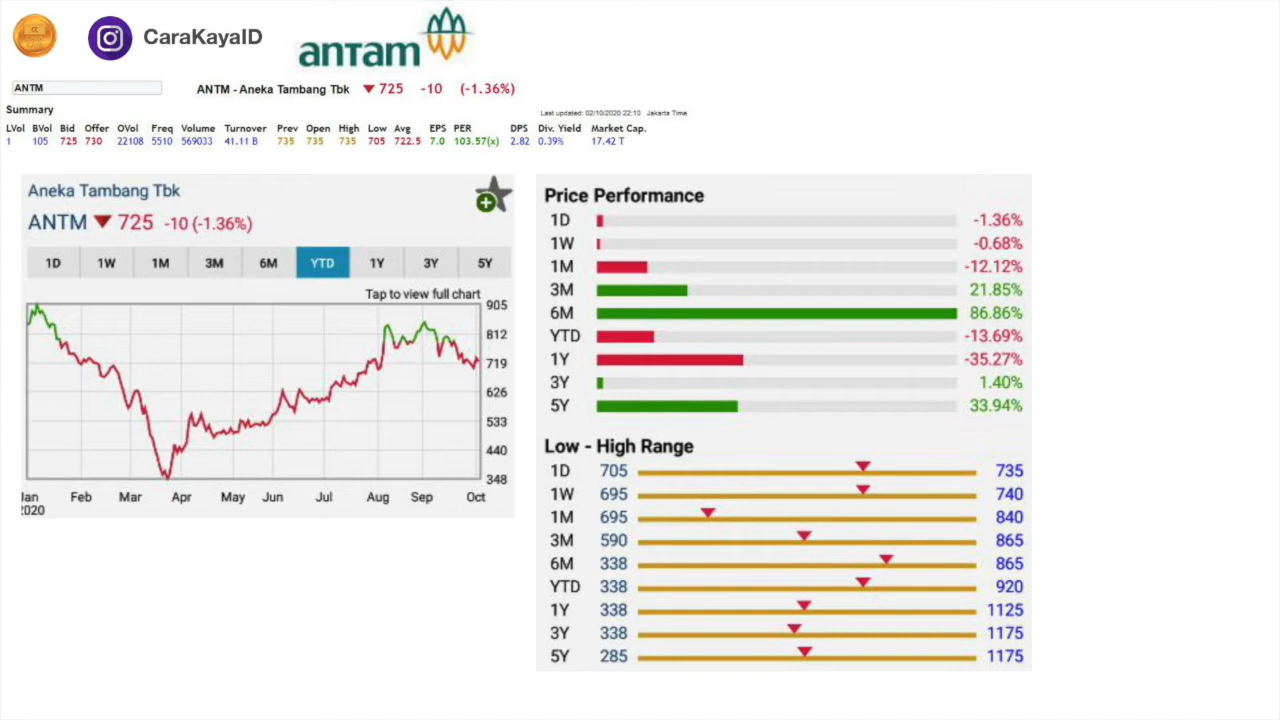 CaraKayaID
antam
ANTM
ANTM - Aneka Tambang Tbk ▼ 725 -10 (-1.36%)
Summary
Last updated: 02/10/2020 22:10 Jakarta Time
LVol BVol Bid Offer OVol Freq Volume Turnover Prev Open High Low Avg EPS PER DPS Div. Yield Market Cap.
1 105 725 730 22108 5510 569033 41.11 B 735 735 735 705 722.5 7.0 103.57(x) 2.82 0.39% 17.42 T
Aneka Tambang Tbk
ANTM ▼ 725 -10 (-1.36%)
1D 1W 1M 3M 6M YTD 1Y 3Y 5Y
Tap to view full chart
905
812
719
626
533
440
348
Jan Feb Mar Apr May Jun Jul Aug Sep Oct
2020
Price Performance
1D -1.36%
1W -0.68%
1M -12.12%
3M 21.85%
6M 86.86%
YTD -13.69%
1Y -35.27%
3Y 1.40%
5Y 33.94%
Low - High Range
1D 705 735
1W 695 740
1M 695 840
3M 590 865
6M 338 865
YTD 338 920
1Y 338 1125
3Y 338 1175
5Y 285 1175